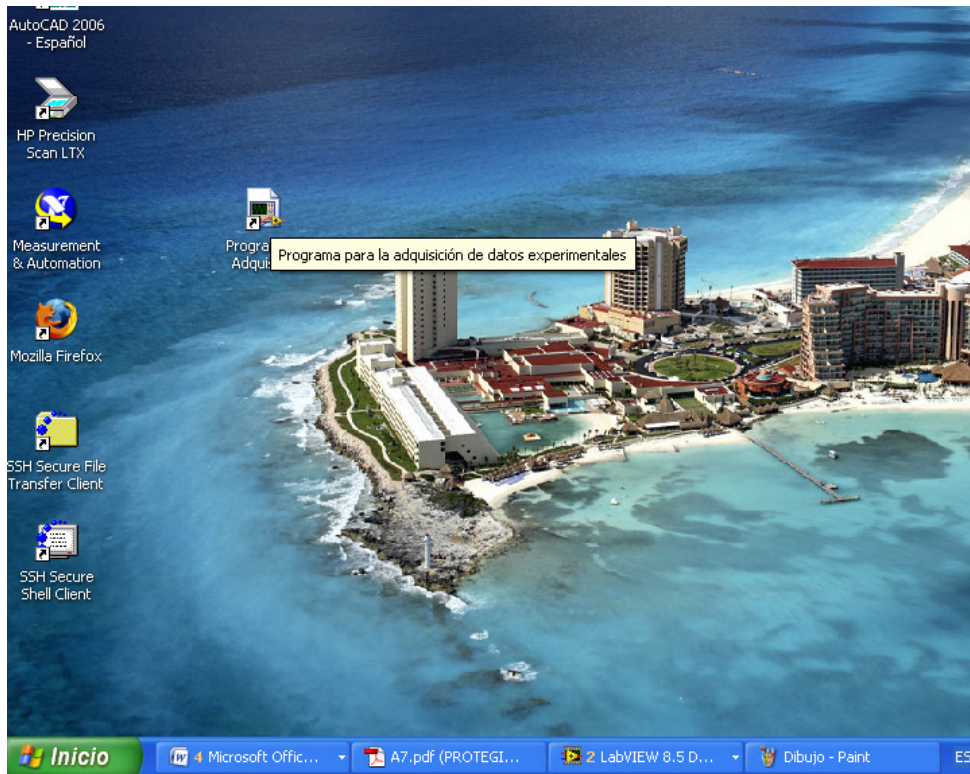 AutoCAD 2006
- Español
HP Precision
Scan LTX
Measurement
& Automation
Mozilla Firefox
SSH Secure File
Transfer Client
SSH Secure
Shell Client
Programa para la adquisición de datos experimentales
Inicio
4 Microsoft Offic...
A7.pdf (PROTEGI...
2 LabVIEW 8.5 D...
Dibujo - Paint
ES